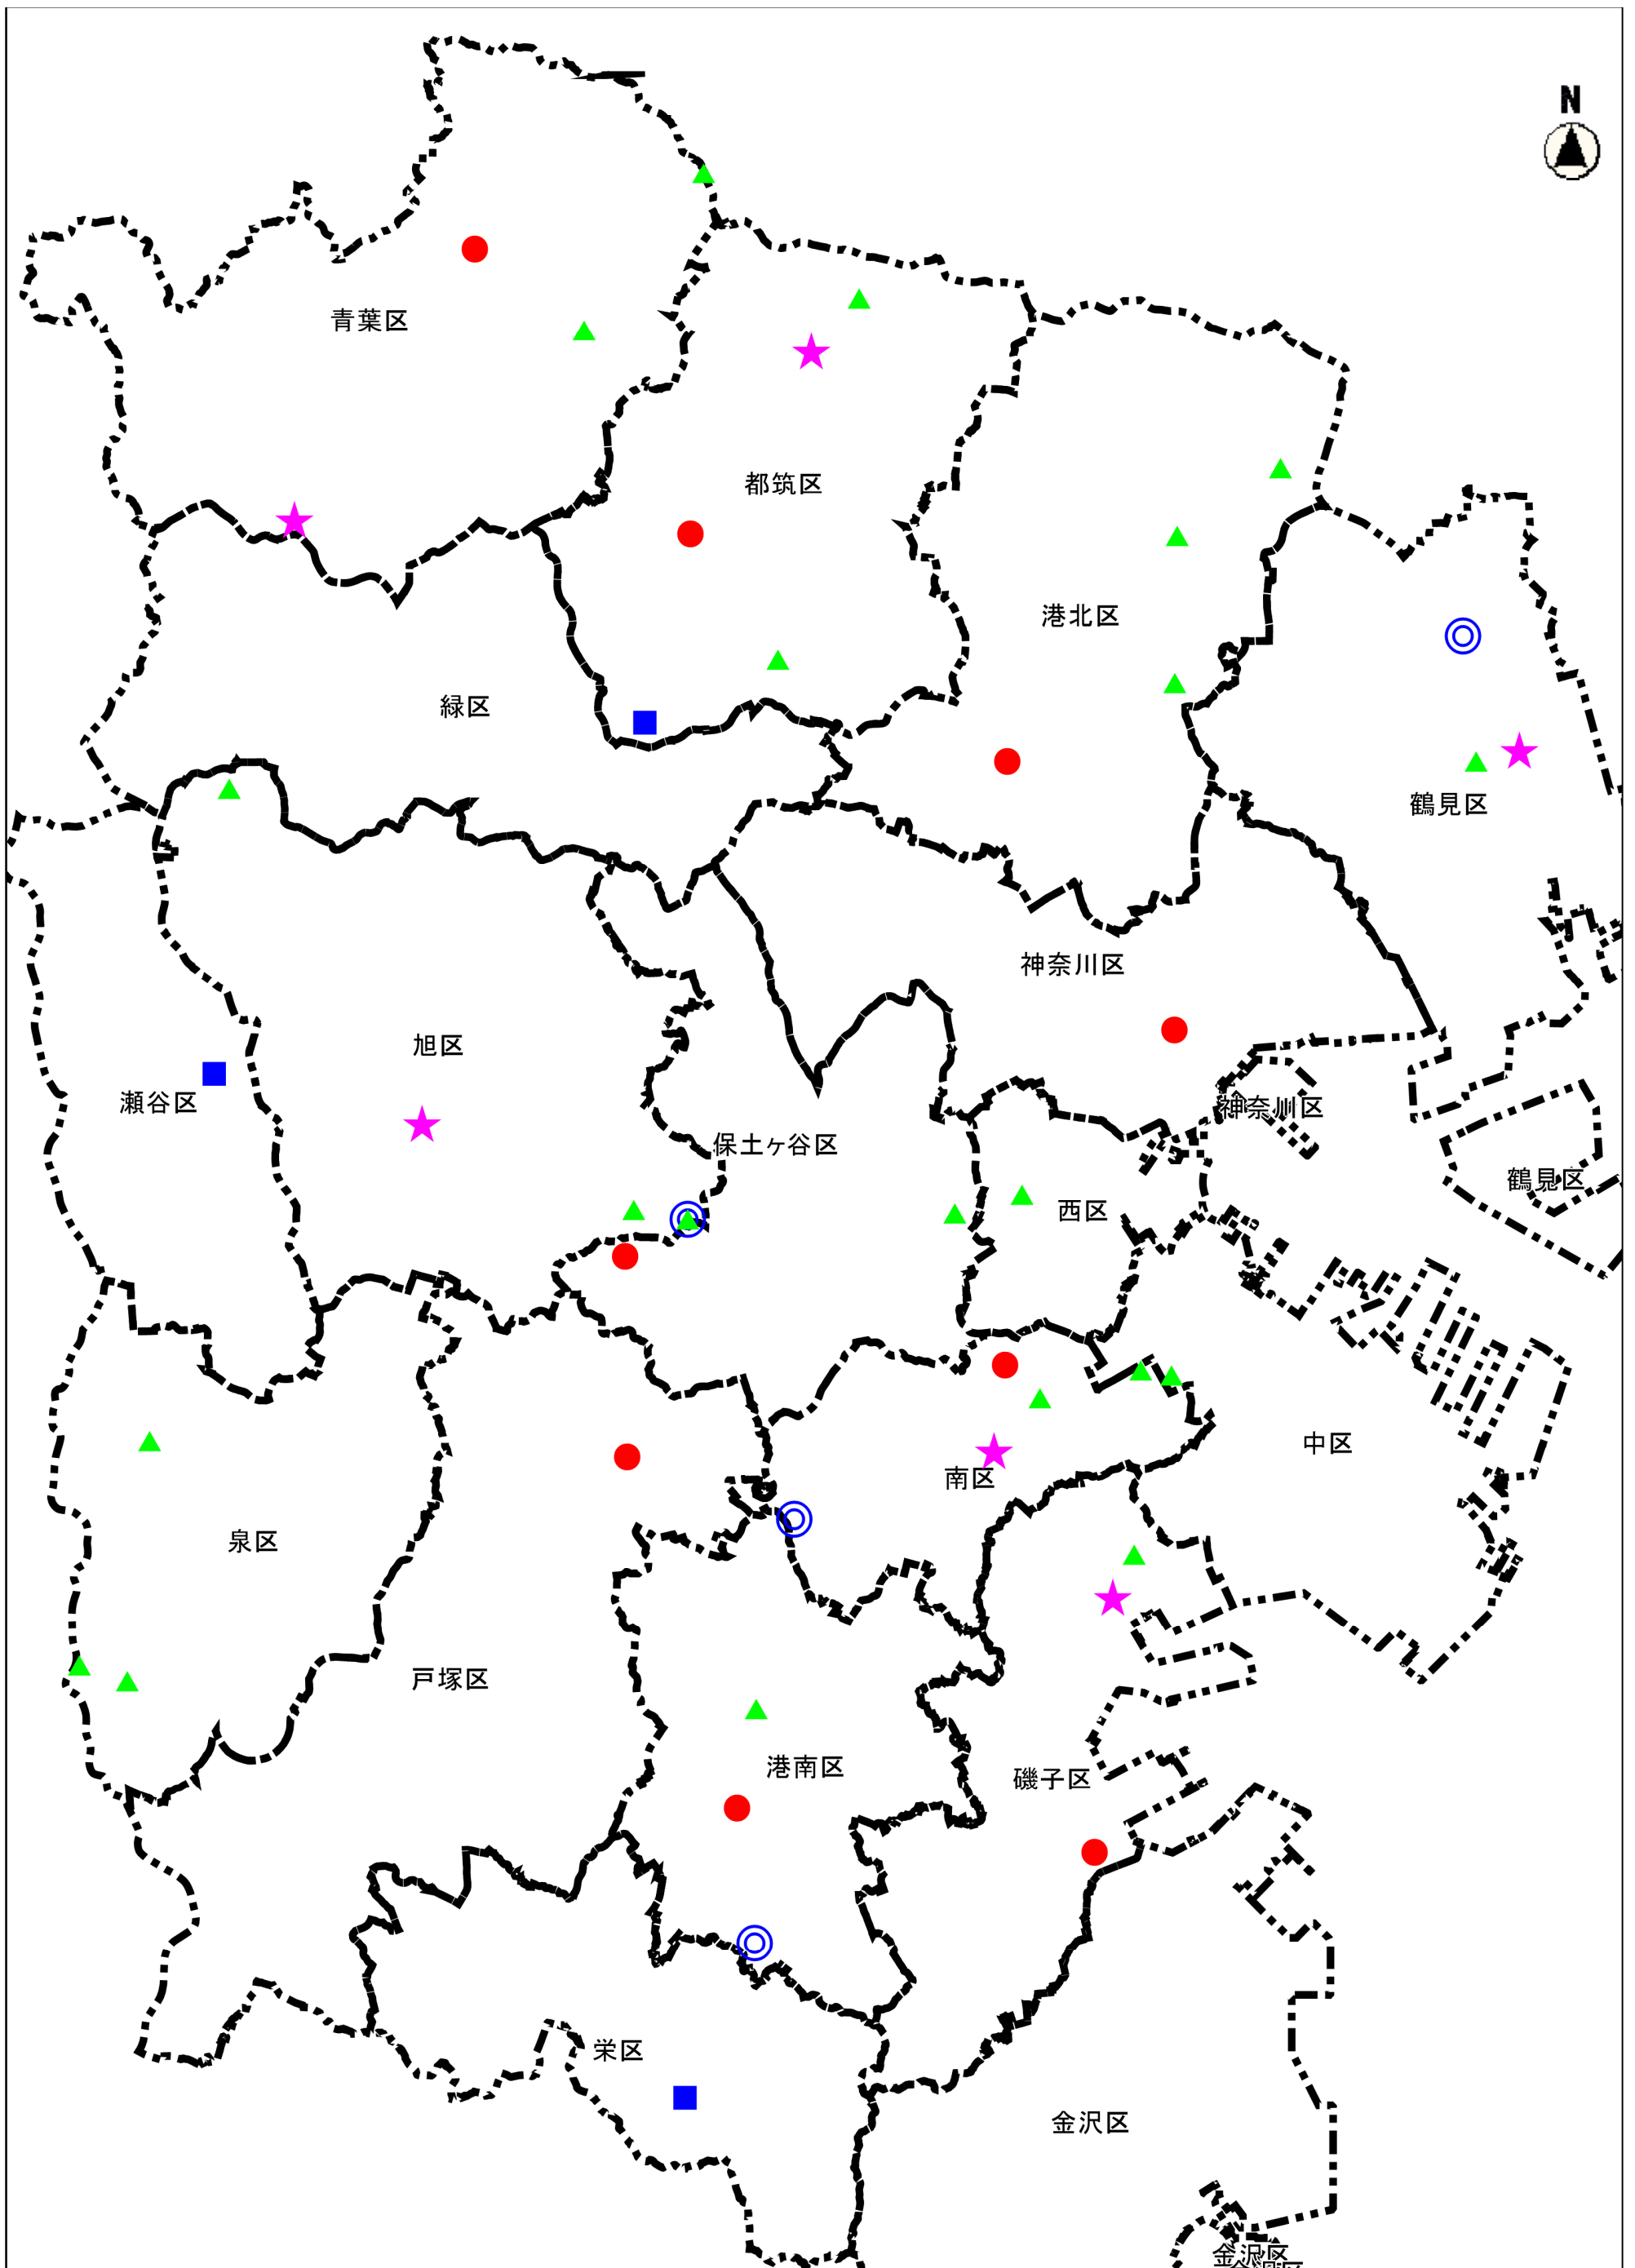 N
青葉区
都筑区
港北区
緑区
鶴見区
神奈川区
旭区
瀬谷区
神奈川区
保土ヶ谷区
鶴見区
西区
中区
南区
泉区
戸塚区
港南区
磯子区
栄区
金沢区
金沢区